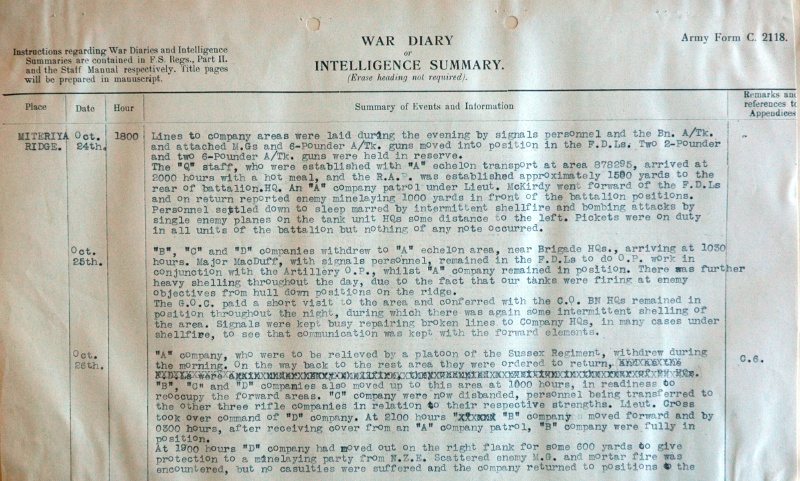 WAR DIARY
Army Form C. 2118.
or
INTELLIGENCE SUMMARY.
(Erase heading not required).
Instructions regarding War Diaries and Intelligence
Summaries are contained in F.S. Regs., Part II.
and the Staff Manual respectively. Title pages
will be prepared in manuscript.
Place Date Hour Summary of Events and Information Remarks and
references to
Appendices
MITERIYA Oct. 1800 Lines to company areas were laid during the evening by signals personnel and the Bn. A/Tk.
RIDGE. 24th. and attached M.Gs and 6-Pounder A/Tk. guns moved into position in the F.D.Ls. Two 2-Pounder
and two 6-Pounder A/Tk. guns were held in reserve.
The "Q" staff, who were established with "A" echelon transport at area 878295, arrived at
2000 hours with a hot meal, and the R.A.P. was established approximately 1580 yards to the
rear of battalion.HQ. An "A" company patrol under Lieut. McKirdy went forward of the F.D.Ls
and on return reported enemy minelaying 1000 yards in front of the battalion positions.
Personnel settled down to sleep marred by intermittent shellfire and bombing attacks by
single enemy planes on the tank unit HQs some distance to the left. Pickets were on duty
in all units of the battalion but nothing of any note occurred.
Oct. "B", "C" and "D" companies withdrew to "A" echelon area, near Brigade HQs., arriving at 1030
25th. hours. Major MacDuff, with signals personnel, remained in the F.D.Ls to do O.P. work in
conjunction with the Artillery O.P., whilst "A" company remained in position. There was further
heavy shelling throughout the day, due to the fact that our tanks were firing at enemy
objectives from hull down positions on the ridge.
The G.O.C. paid a short visit to the area and conferred with the C.O. BN HQs remained in
position throughout the night, during which there was again some intermittent shelling of
the area. Signals were kept busy repairing broken lines to Company HQs, in many cases under
shellfire, to see that communication was kept with the forward elements.
Oct. "A" company, who were to be relieved by a platoon of the Sussex Regiment, withdrew during
26th. the morning. On the way back to the rest area they were ordered to return, C.6.
"B", "C" and "D" companies also moved up to this area at 1800 hours, in readiness to
reoccupy the forward areas. "C" company were now disbanded, personnel being transferred to
the other three rifle companies in relation to their respective strengths. Lieut. Cross
took over command of "D" company. At 2100 hours "B" company moved forward and by
0300 hours, after receiving cover from an "A" company patrol, "B" company were fully in
position.
At 1900 hours "D" company had moved out on the right flank for some 600 yards to give
protection to a minelaying party from N.Z.E. Scattered enemy M.G. and mortar fire was
encountered, but no casulties were suffered and the company returned to positions to the